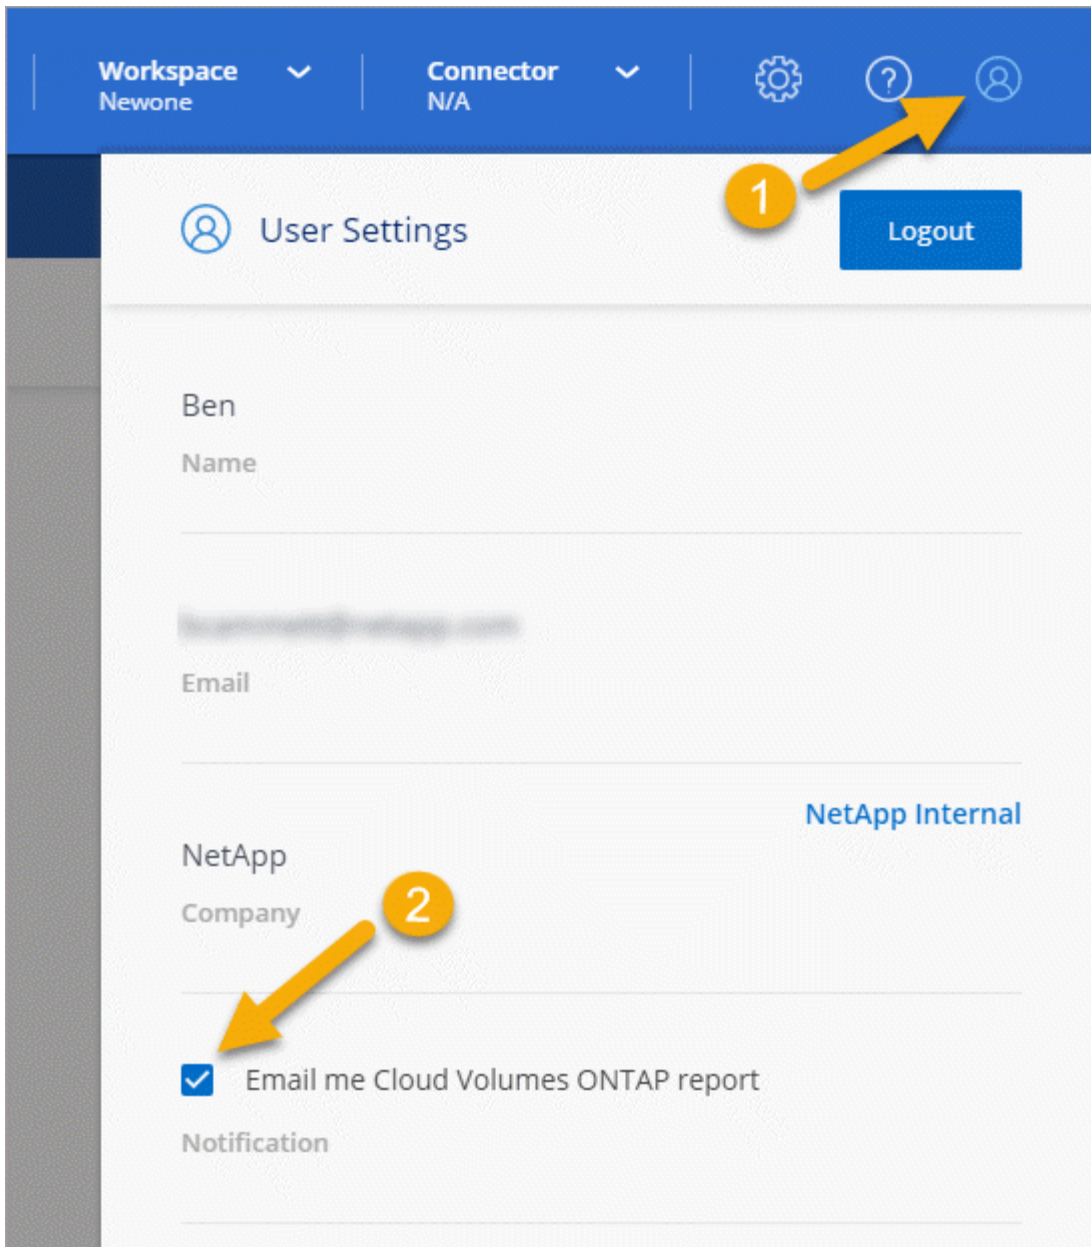 Workspace
Newone
Connector
N/A
1
User Settings
Logout
Ben
Name
Email
NetApp Internal
NetApp
Company
2
Email me Cloud Volumes ONTAP report
Notification